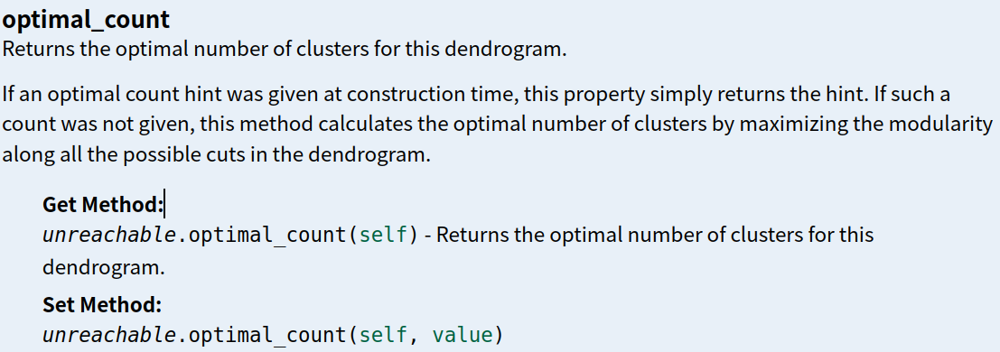 optimal_count
Returns the optimal number of clusters for this dendrogram.
If an optimal count hint was given at construction time, this property simply returns the hint. If such a
count was not given, this method calculates the optimal number of clusters by maximizing the modularity
along all the possible cuts in the dendrogram.
Get Method:
unreachable.optimal_count(self) - Returns the optimal number of clusters for this
dendrogram.
Set Method:
unreachable.optimal_count(self, value)